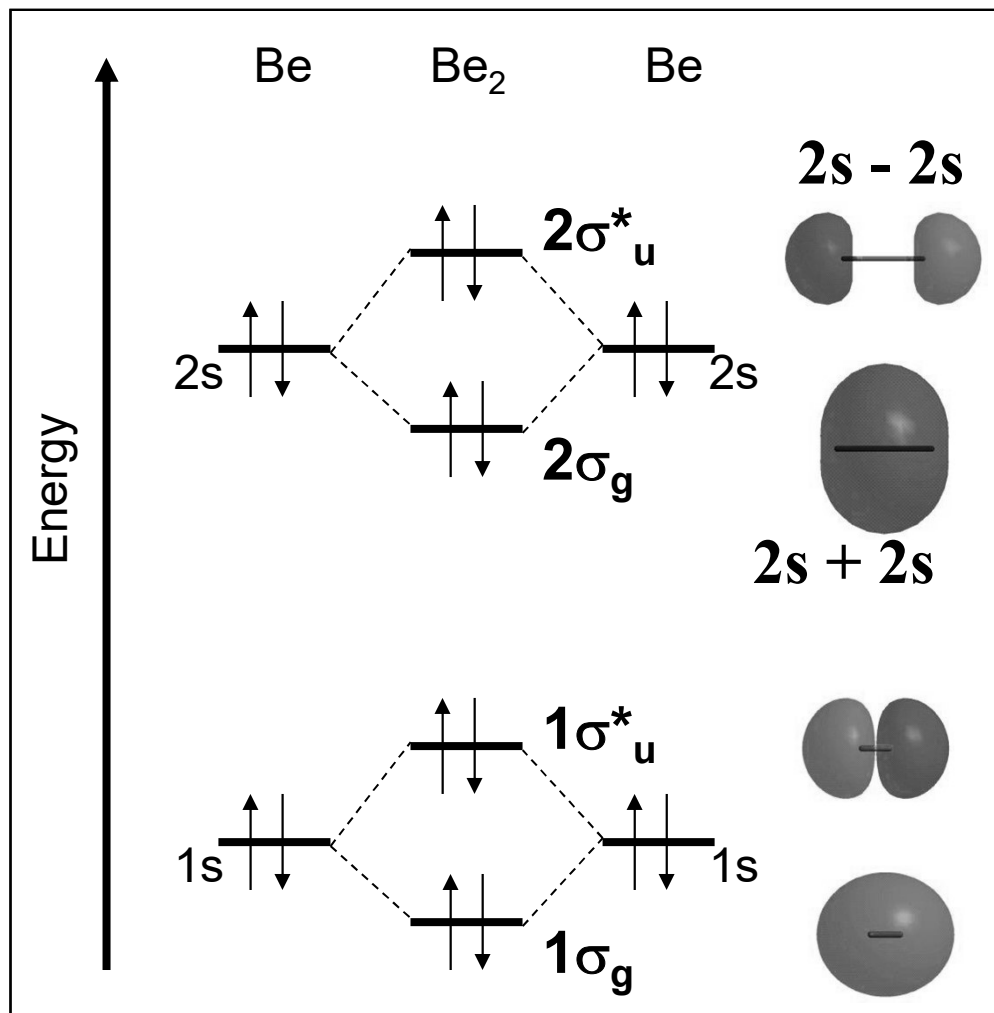 Be Be₂ Be
2s - 2s
2σ*u
2s 2s
2σg
Energy
2s + 2s
1σ*u
1s 1s
1σg